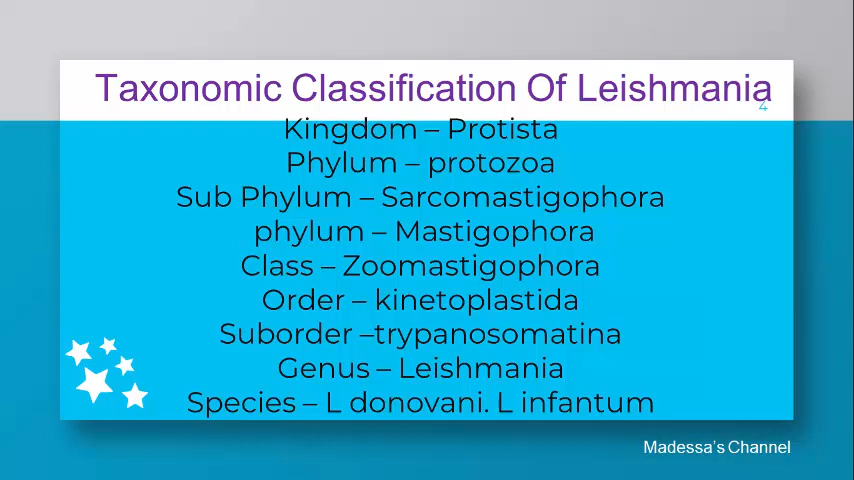 Taxonomic Classification Of Leishmania
4
Kingdom – Protista
Phylum – protozoa
Sub Phylum – Sarcomastigophora
phylum – Mastigophora
Class – Zoomastigophora
Order – kinetoplastida
Suborder –trypanosomatina
Genus – Leishmania
Species – L donovani. L infantum
Madessa's Channel